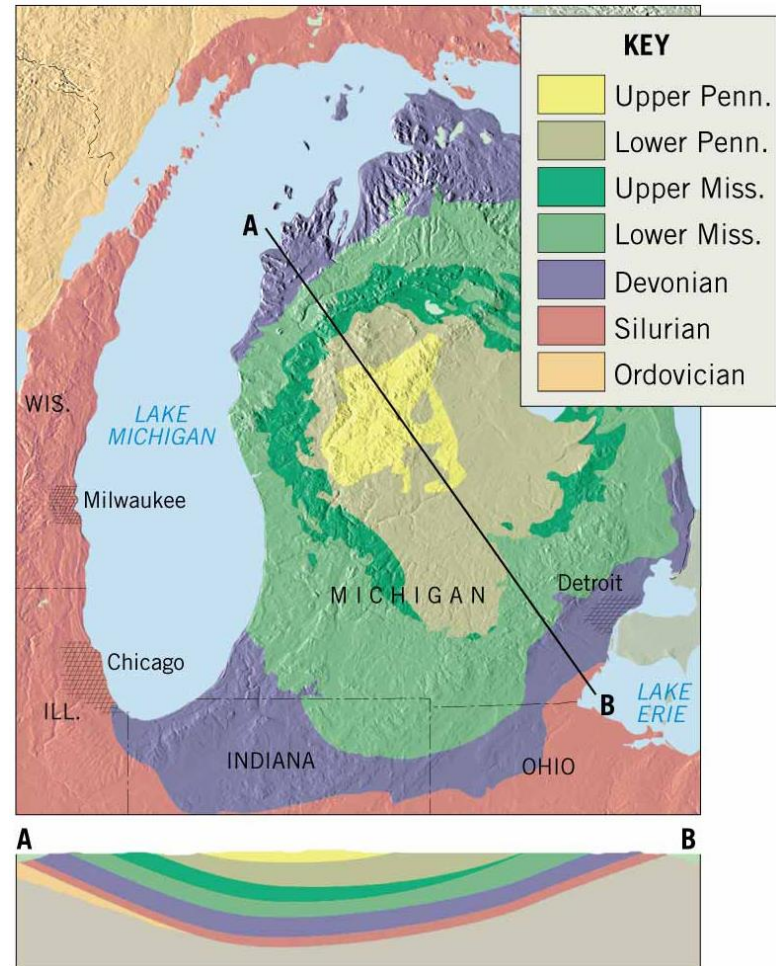 KEY
Upper Penn.
Lower Penn.
Upper Miss.
Lower Miss.
Devonian
Silurian
Ordovician
A
WIS.
LAKE
MICHIGAN
Milwaukee
MICHIGAN
Detroit
Chicago
B
LAKE
ERIE
ILL.
INDIANA
OHIO
A
B